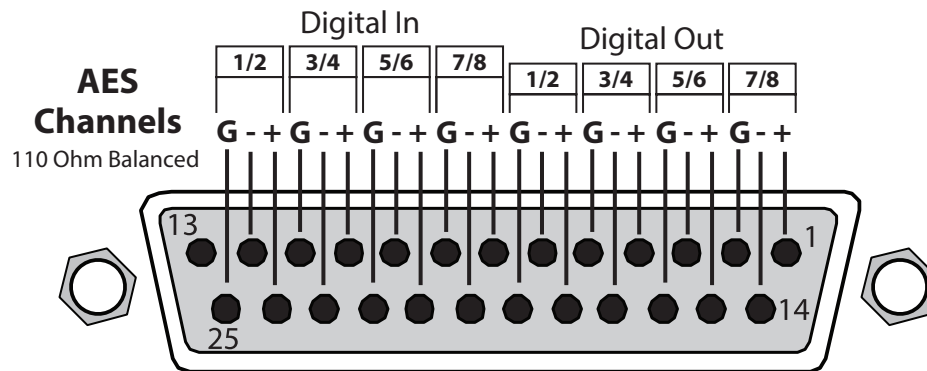 Digital In
Digital Out
1/2 3/4 5/6 7/8
1/2 3/4 5/6 7/8
AES
Channels
110 Ohm Balanced
G - + G - + G - + G - + G - + G - + G - + G - +
13
1
25
14